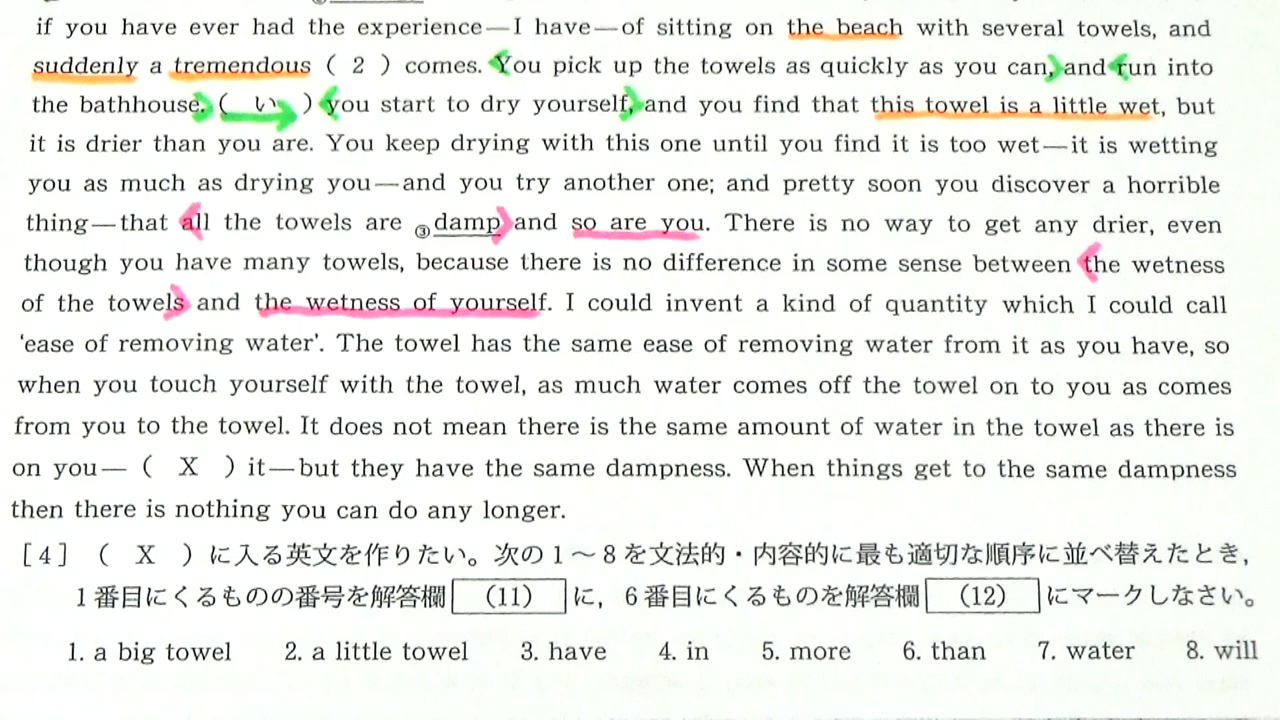 if you have ever had the experience—I have—of sitting on the beach with several towels, and
suddenly a tremendous ( 2 ) comes. You pick up the towels as quickly as you can, and run into
the bathhouse. ( い ) you start to dry yourself, and you find that this towel is a little wet, but
it is drier than you are. You keep drying with this one until you find it is too wet—it is wetting
you as much as drying you—and you try another one; and pretty soon you discover a horrible
thing—that all the towels are ③damp and so are you. There is no way to get any drier, even
though you have many towels, because there is no difference in some sense between the wetness
of the towels and the wetness of yourself. I could invent a kind of quantity which I could call
‘ease of removing water’. The towel has the same ease of removing water from it as you have, so
when you touch yourself with the towel, as much water comes off the towel on to you as comes
from you to the towel. It does not mean there is the same amount of water in the towel as there is
on you— ( X ) it—but they have the same dampness. When things get to the same dampness
then there is nothing you can do any longer.
[4] ( X )に入る英文を作りたい。次の1～8を文法的・内容的に最も適切な順序に並べ替えたとき,
1番目にくるものの番号を解答欄 (11) に, 6番目にくるものを解答欄 (12) にマークしなさい。
1. a big towel 2. a little towel 3. have 4. in 5. more 6. than 7. water 8. will